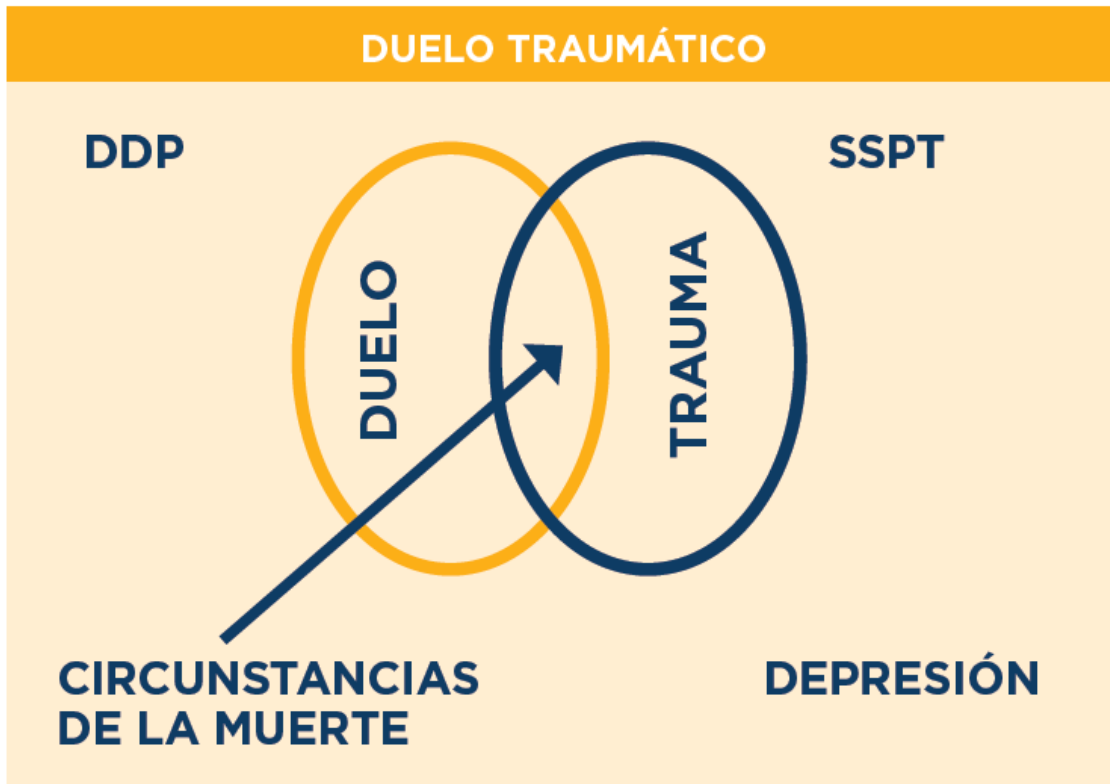 DUELO TRAUMÁTICO
DDP
SSPT
DUELO
TRAUMA
CIRCUNSTANCIAS
DE LA MUERTE
DEPRESIÓN